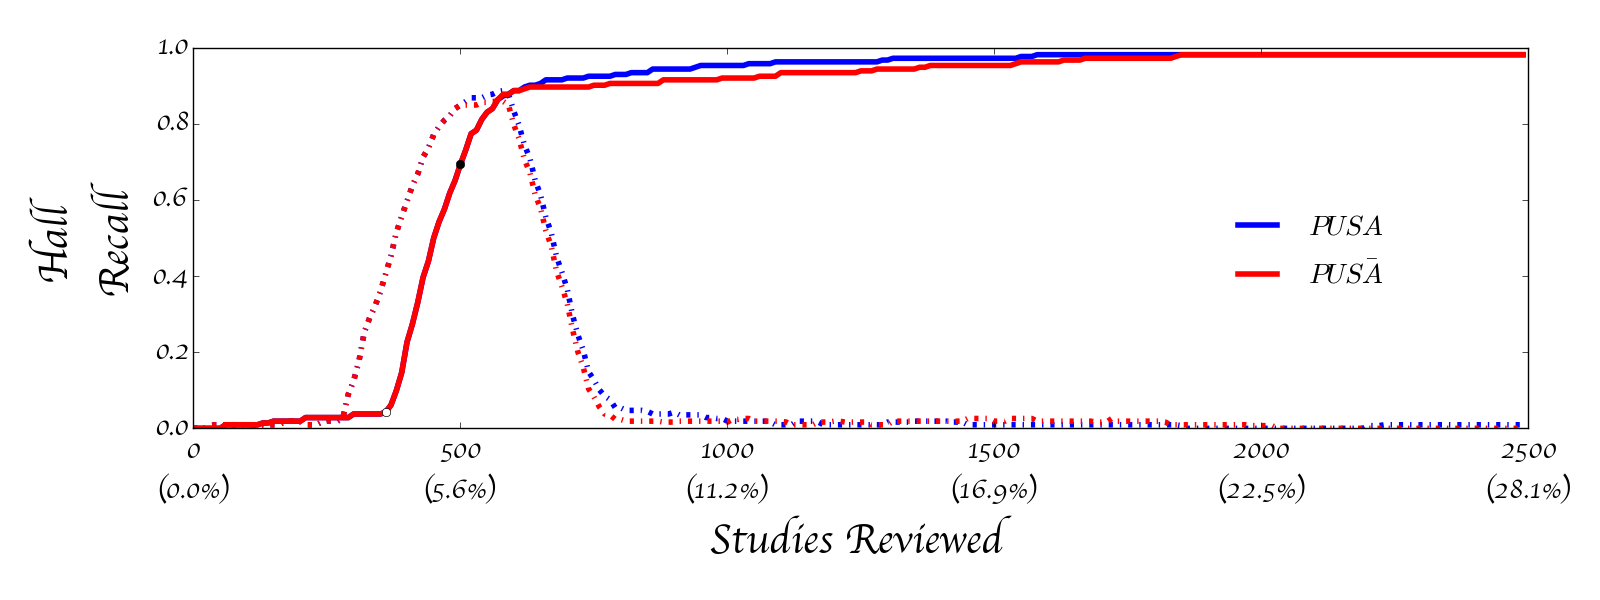 Hall
Recall
1.0
0.8
0.6
0.4
0.2
0.0
0 500 1000 1500 2000 2500
(0.0%) (5.6%) (11.2%) (16.9%) (22.5%) (28.1%)
Studies Reviewed
PUSA
PUSĀ